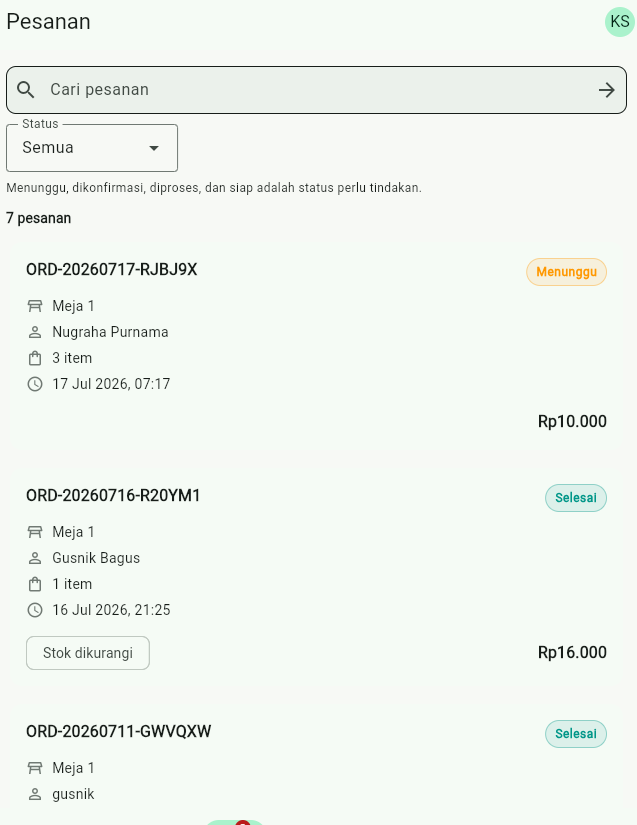 Pesanan
KS
Cari pesanan
Status
Semua
Menunggu, dikonfirmasi, diproses, dan siap adalah status perlu tindakan.
7 pesanan
ORD-20260717-RJBJ9X
Menunggu
Meja 1
Nugraha Purnama
3 item
17 Jul 2026, 07:17
Rp10.000
ORD-20260716-R20YM1
Selesai
Meja 1
Gusnik Bagus
1 item
16 Jul 2026, 21:25
Stok dikurangi
Rp16.000
ORD-20260711-GWVQXW
Selesai
Meja 1
gusnik